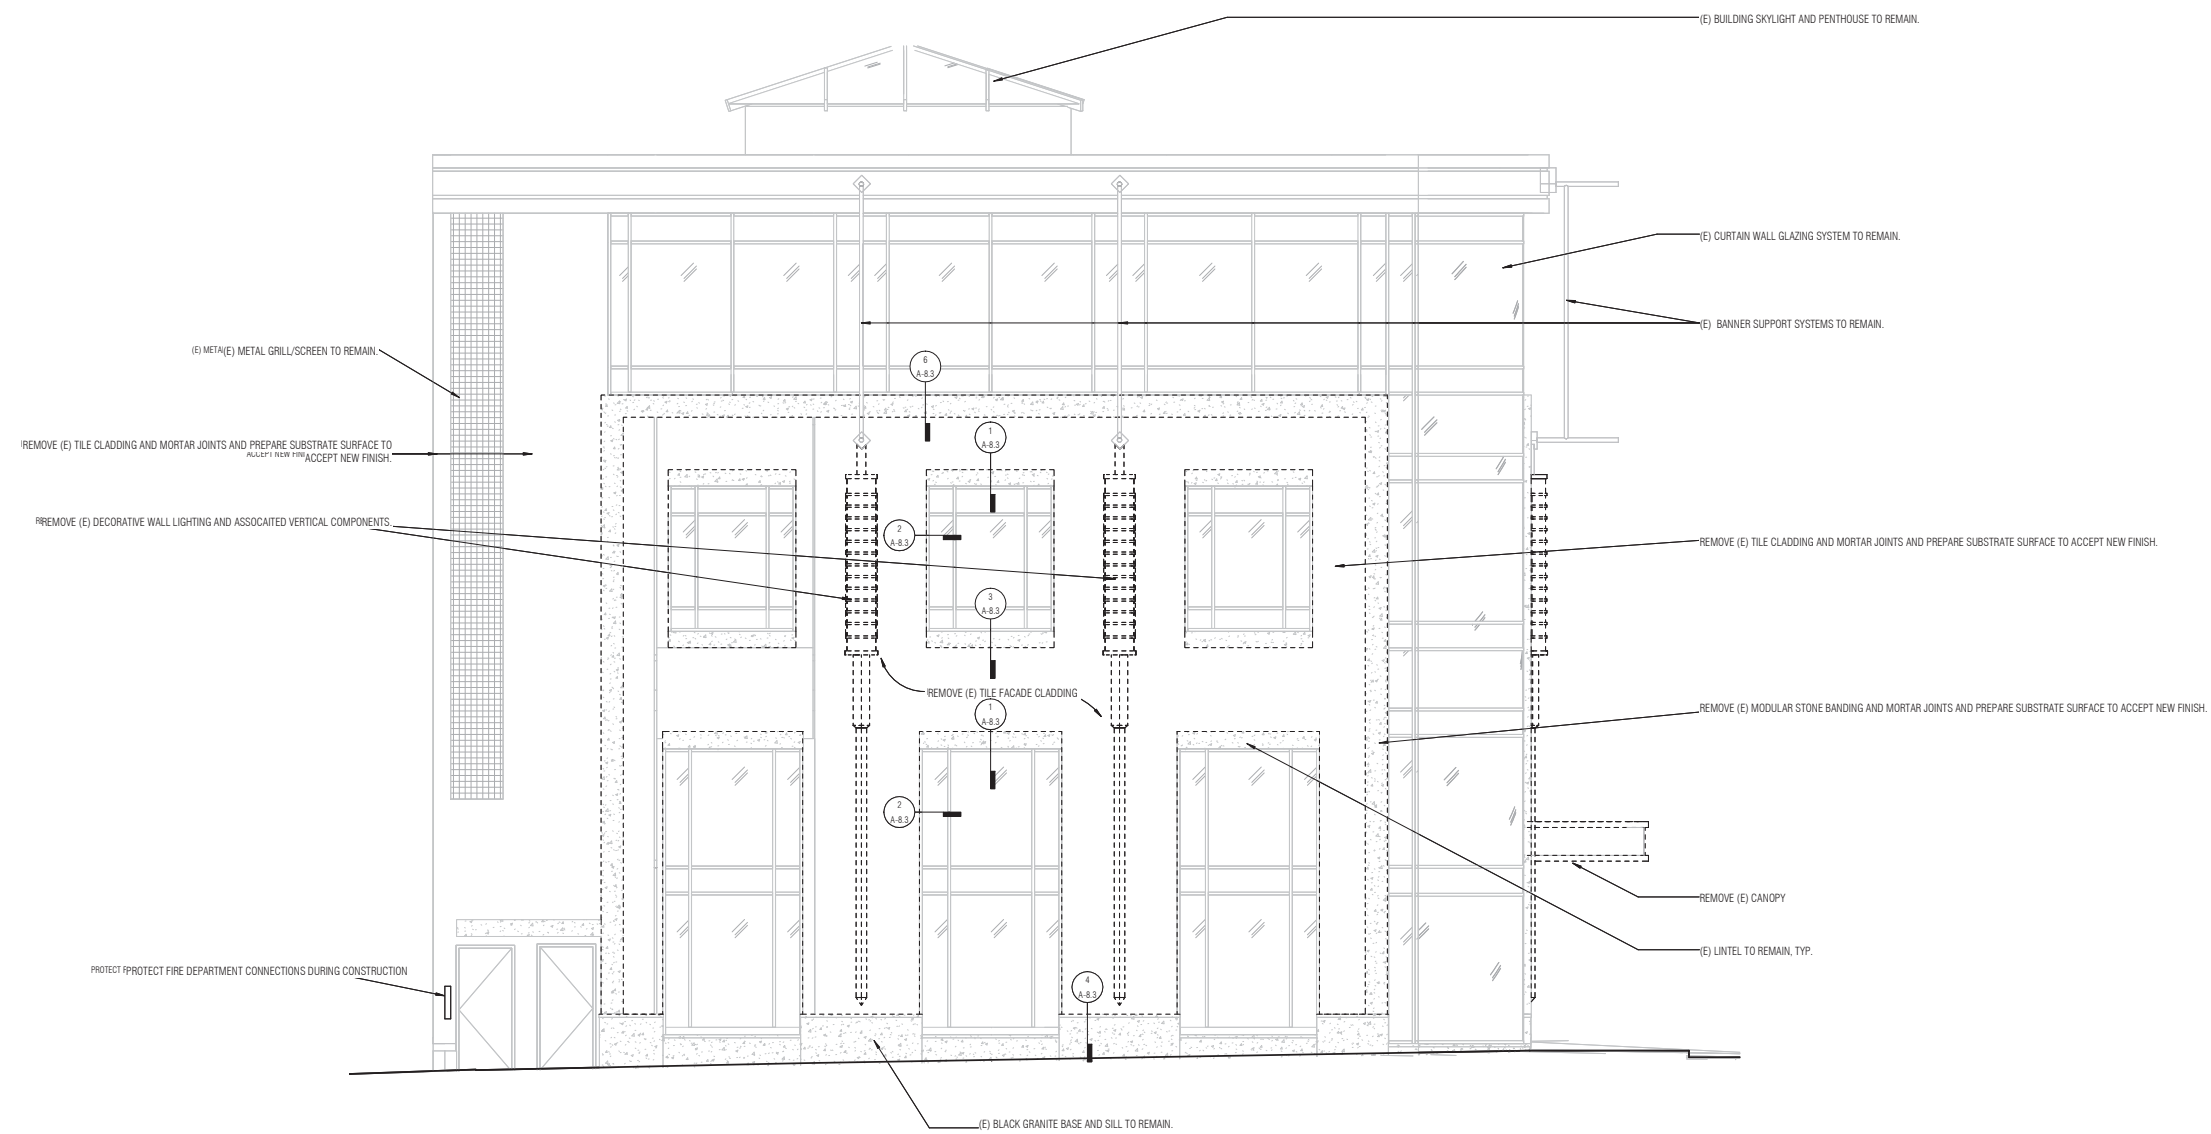 (E) BUILDING SKYLIGHT AND PENTHOUSE TO REMAIN.
(E) CURTAIN WALL GLAZING SYSTEM TO REMAIN.
(E) BANNER SUPPORT SYSTEMS TO REMAIN.
(E) META(E) METAL GRILL/SCREEN TO REMAIN.
6
A-8.3
1
A-8.3
REMOVE (E) TILE CLADDING AND MORTAR JOINTS AND PREPARE SUBSTRATE SURFACE TO
ACCEPT NEW FINI
ACCEPT NEW FINISH.
REMOVE (E) DECORATIVE WALL LIGHTING AND ASSOCAITED VERTICAL COMPONENTS.
2
A-8.3
REMOVE (E) TILE CLADDING AND MORTAR JOINTS AND PREPARE SUBSTRATE SURFACE TO ACCEPT NEW FINISH.
3
A-8.3
REMOVE (E) TILE FACADE CLADDING
1
A-8.3
REMOVE (E) MODULAR STONE BANDING AND MORTAR JOINTS AND PREPARE SUBSTRATE SURFACE TO ACCEPT NEW FINISH.
2
A-8.3
REMOVE (E) CANOPY
(E) LINTEL TO REMAIN, TYP.
PROTECT F
PROTECT FIRE DEPARTMENT CONNECTIONS DURING CONSTRUCTION
4
A-8.3
(E) BLACK GRANITE BASE AND SILL TO REMAIN.